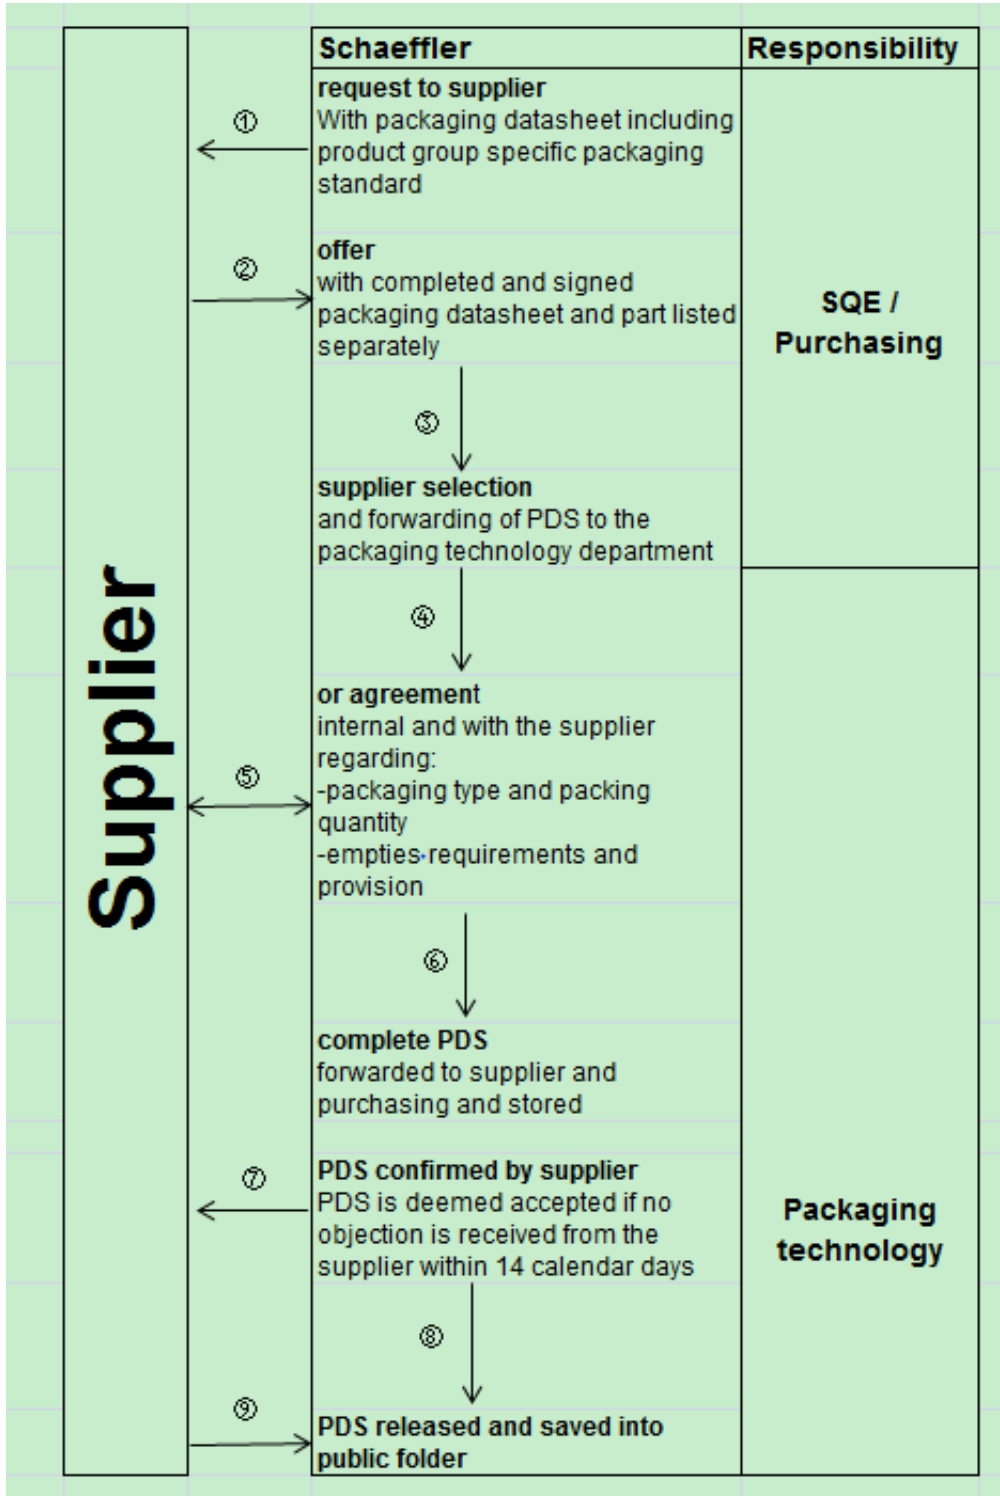 Schaeffler
Responsibility
Supplier
①
request to supplier
With packaging datasheet including
product group specific packaging
standard
②
offer
with completed and signed
packaging datasheet and part listed
separately
SQE /
Purchasing
③
supplier selection
and forwarding of PDS to the
packaging technology department
④
or agreement
internal and with the supplier
regarding:
-packaging type and packing
quantity
-empties requirements and
provision
⑤
⑥
complete PDS
forwarded to supplier and
purchasing and stored
⑦
PDS confirmed by supplier
PDS is deemed accepted if no
objection is received from the
supplier within 14 calendar days
Packaging
technology
⑧
⑨
PDS released and saved into
public folder